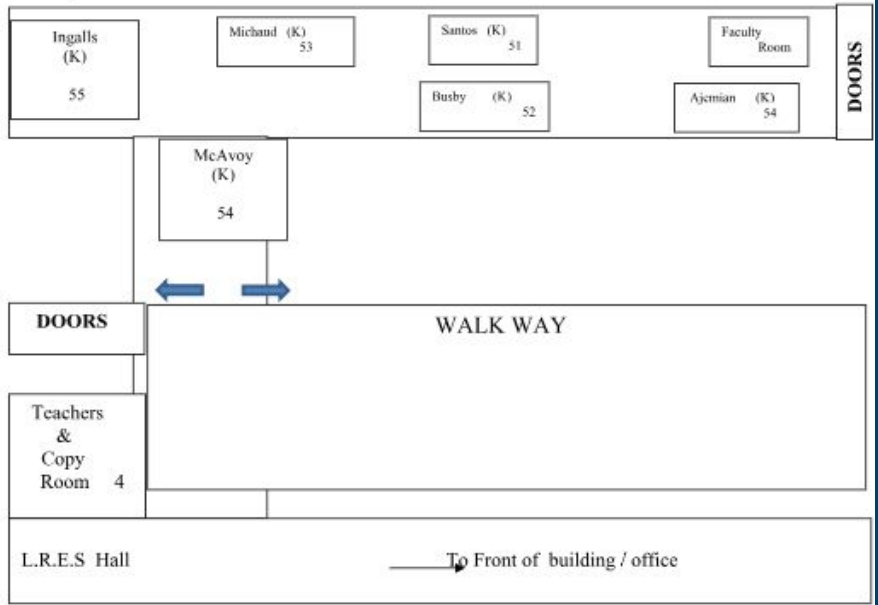 Ingalls
(K)
55
Michaud (K)
53
Santos (K)
51
Faculty
Room
DOORS
Busby (K)
52
Ajemian (K)
54
McAvoy
(K)
54
DOORS
WALK WAY
Teachers
&
Copy
Room 4
L.R.E.S Hall
To Front of building / office